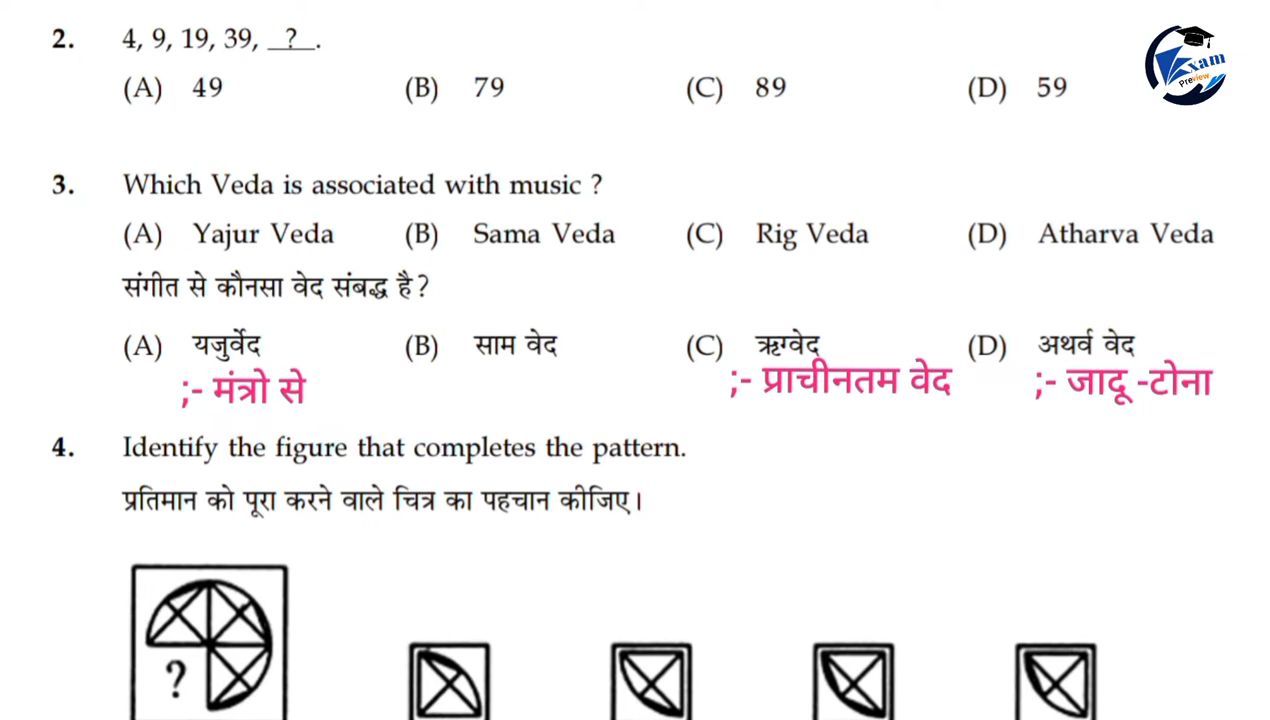 2. 4, 9, 19, 39, ? .
(A) 49 (B) 79 (C) 89 (D) 59
Exam
Preview
3. Which Veda is associated with music ?
(A) Yajur Veda (B) Sama Veda (C) Rig Veda (D) Atharva Veda
संगीत से कौनसा वेद संबद्ध है?
(A) यजुर्वेद (B) साम वेद (C) ऋग्वेद (D) अथर्व वेद
;- मंत्रो से ;- प्राचीनतम वेद ;- जादू -टोना
4. Identify the figure that completes the pattern.
प्रतिमान को पूरा करने वाले चित्र का पहचान कीजिए।
?